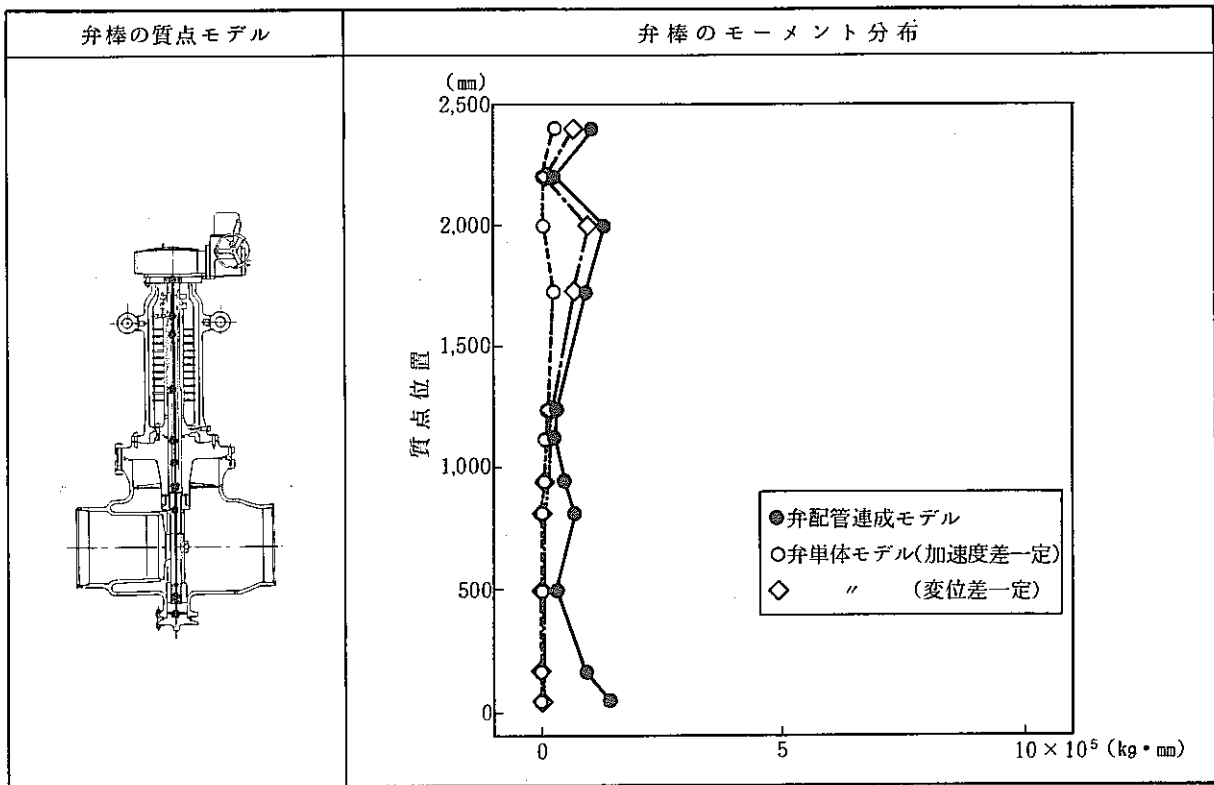 弁棒の質点モデル
弁棒のモーメント分布
(mm)
2,500
2,000
1,500
1,000
500
0
質点位置
●弁配管連成モデル
○弁単体モデル(加速度差一定)
◇ 〃 (変位差一定)
0 5 10×10⁵ (kg・mm)